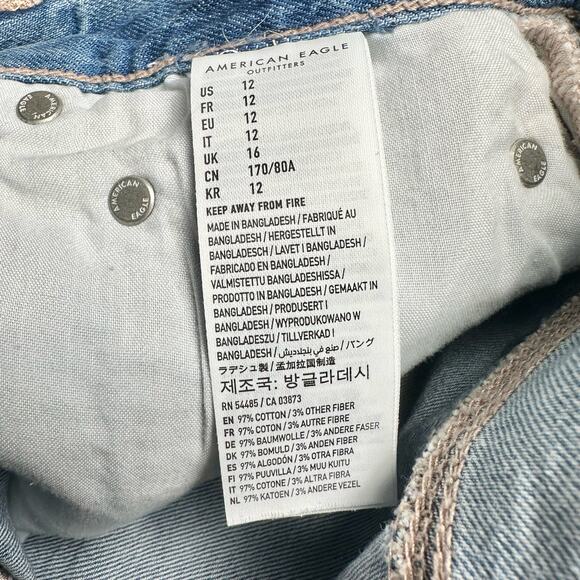 AMERICAN EAGLE
OUTFITTERS
US 12
FR 12
EU 12
IT 12
UK 16
CN 170/80A
KR 12
KEEP AWAY FROM FIRE
MADE IN BANGLADESH / FABRIQUÉ AU
BANGLADESH / HERGESTELLT IN
BANGLADESCH / LAVET I BANGLADESH /
FABRICADO EN BANGLADESH /
VALMISTETTU BANGLADESHISSA /
PRODOTTO IN BANGLADESH / GEMAAKT IN
BANGLADESH / PRODUSERT I
BANGLADESH / WYPRODUKOWANO W
BANGLADESZU / TILLVERKAD I
BANGLADESH / صنع في بنجلاديش / バング
ラデシュ製 / 孟加拉国制造
제조국: 방글라데시
RN 54485 / CA 03873
EN 97% COTTON / 3% OTHER FIBER
FR 97% COTON / 3% AUTRE FIBRE
DE 97% BAUMWOLLE / 3% ANDERE FASER
DK 97% BOMULD / 3% ANDEN FIBER
ES 97% ALGODÓN / 3% OTRA FIBRA
FI 97% PUUVILLA / 3% MUU KUITU
IT 97% COTONE / 3% ALTRA FIBRA
NL 97% KATOEN / 3% ANDERE VEZEL
AMERICAN EAGLE
AMERICAN EAGLE
AMERICAN EAGLE